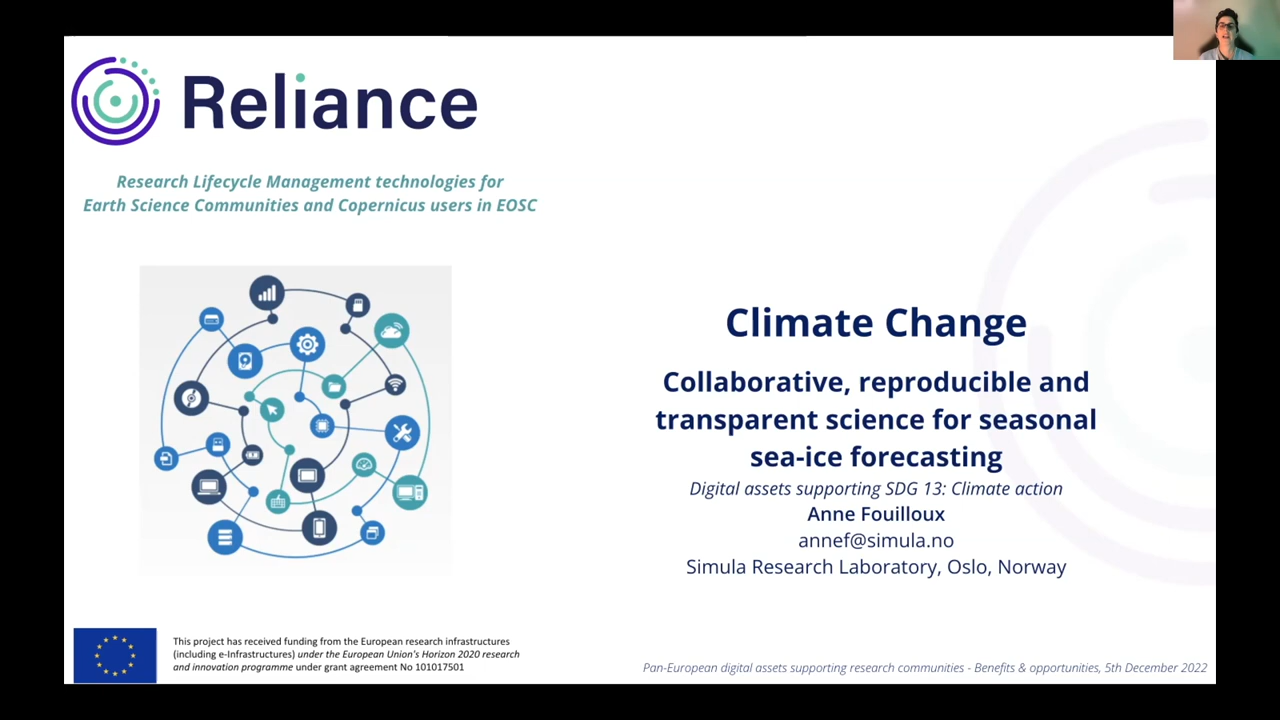 Reliance
Research Lifecycle Management technologies for
Earth Science Communities and Copernicus users in EOSC
Climate Change
Collaborative, reproducible and
transparent science for seasonal
sea-ice forecasting
Digital assets supporting SDG 13: Climate action
Anne Fouilloux
annef@simula.no
Simula Research Laboratory, Oslo, Norway
This project has received funding from the European research infrastructures
(including e-Infrastructures) under the European Union's Horizon 2020 research
and innovation programme under grant agreement No 101017501
Pan-European digital assets supporting research communities - Benefits & opportunities, 5th December 2022